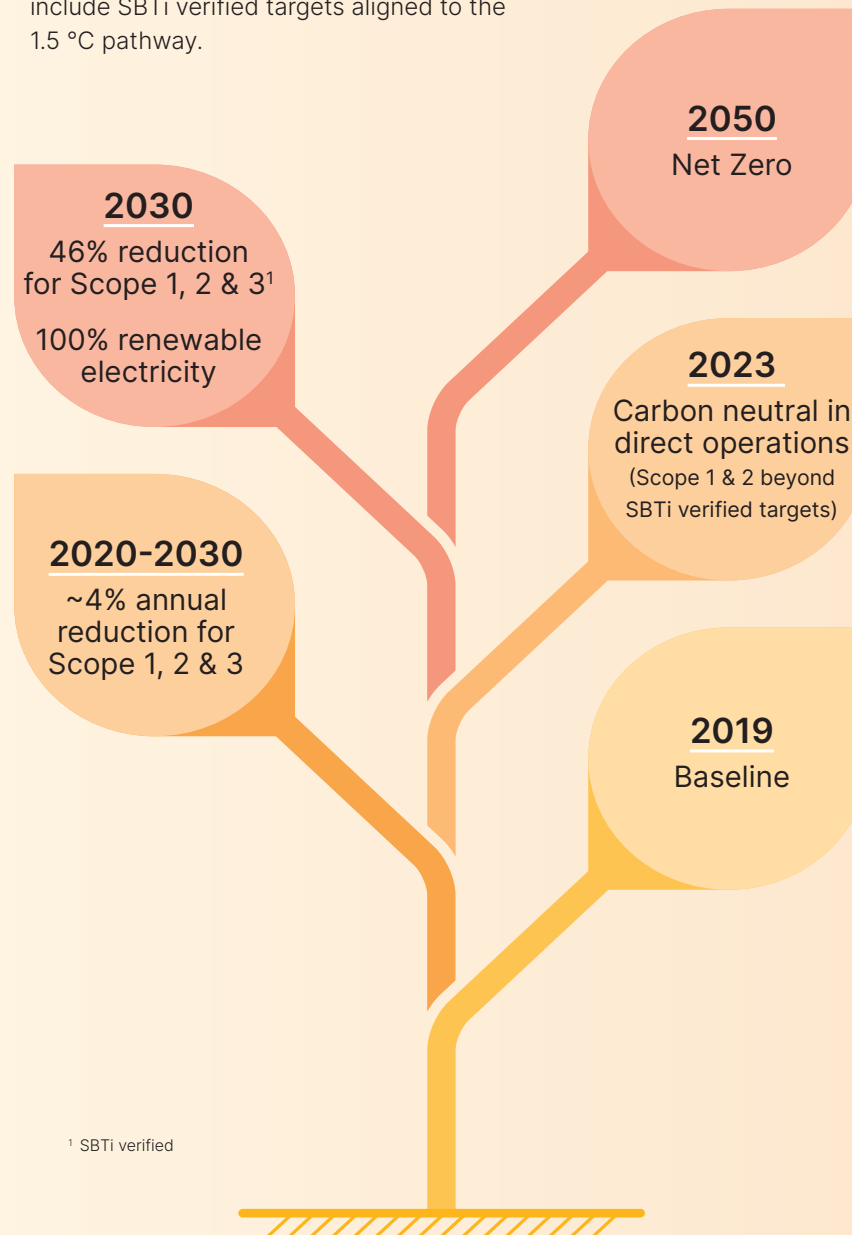 include SBTi verified targets aligned to the
1.5 °C pathway.
2050
Net Zero
2030
46% reduction
for Scope 1, 2 & 3¹
100% renewable
electricity
2023
Carbon neutral in
direct operations
(Scope 1 & 2 beyond
SBTi verified targets)
2020-2030
~4% annual
reduction for
Scope 1, 2 & 3
2019
Baseline
¹ SBTi verified